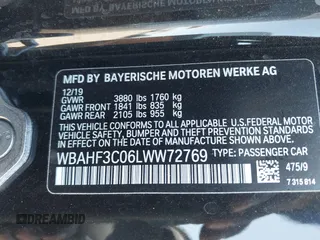 MFD BY BAYERISCHE MOTOREN WERKE AG
12/19
GVWR 3880 lbs 1760 kg
GAWR FRONT 1841 lbs 835 kg
GAWR REAR 2105 lbs 955 kg
THIS VEHICLE CONFORMS TO ALL APPLICABLE
U.S.FEDERAL MOTOR
VEHICLE SAFETY, BUMPER,
AND THEFT PREVENTION
STANDARDS IN EFFECT ON
THE DATE OF MANUFACTURE
SHOWN ABOVE.
WBAHF3C06LWW72769
TYPE: PASSENGER CAR
475/9
7 315 814
DREAMBID